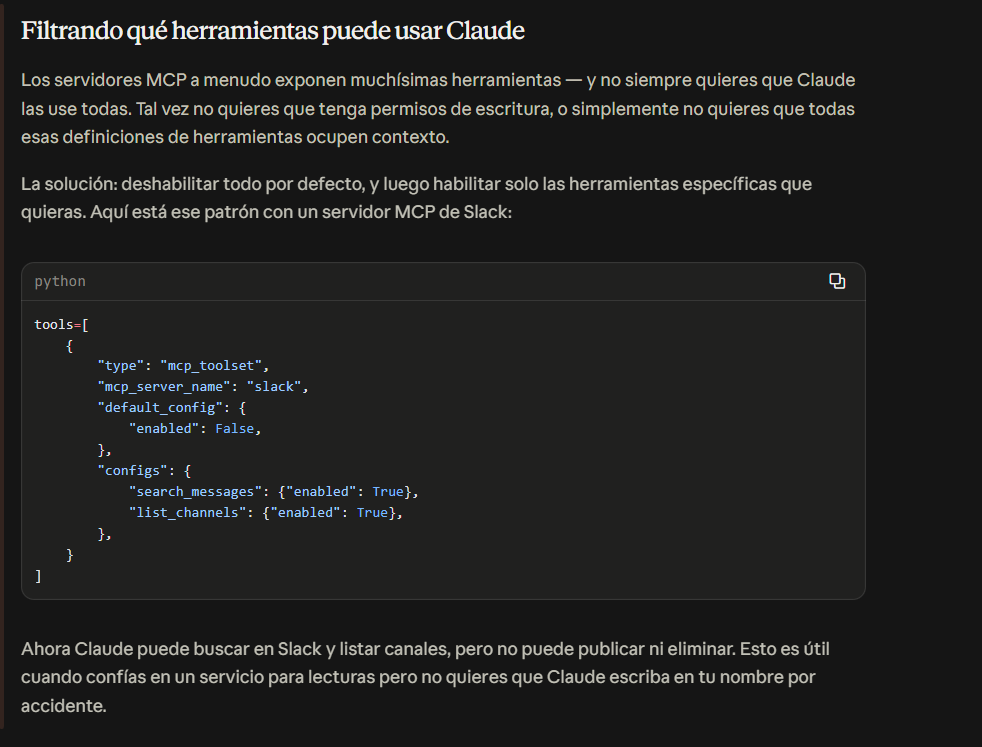 Filtrando qué herramientas puede usar Claude
Los servidores MCP a menudo exponen muchísimas herramientas — y no siempre quieres que Claude
las use todas. Tal vez no quieres que tenga permisos de escritura, o simplemente no quieres que todas
esas definiciones de herramientas ocupen contexto.
La solución: deshabilitar todo por defecto, y luego habilitar solo las herramientas específicas que
quieras. Aquí está ese patrón con un servidor MCP de Slack:
python
tools=[
    {
        "type": "mcp_toolset",
        "mcp_server_name": "slack",
        "default_config": {
            "enabled": False,
        },
        "configs": {
            "search_messages": {"enabled": True},
            "list_channels": {"enabled": True},
        },
    }
]
Ahora Claude puede buscar en Slack y listar canales, pero no puede publicar ni eliminar. Esto es útil
cuando confías en un servicio para lecturas pero no quieres que Claude escriba en tu nombre por
accidente.